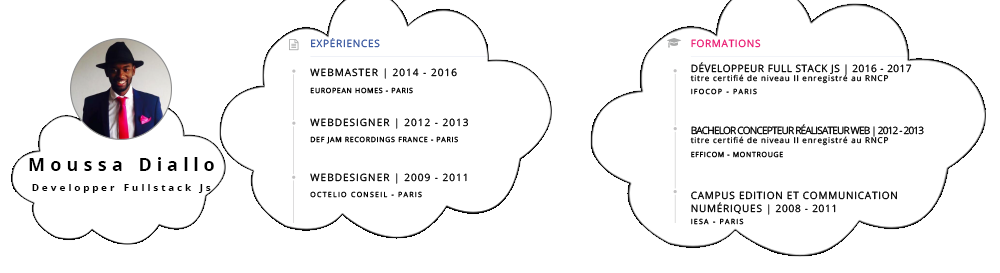 Moussa Diallo
Developper Fullstack Js
EXPÉRIENCES
WEBMASTER | 2014 - 2016
EUROPEAN HOMES - PARIS
WEBDESIGNER | 2012 - 2013
DEF JAM RECORDINGS FRANCE - PARIS
WEBDESIGNER | 2009 - 2011
OCTELIO CONSEIL - PARIS
FORMATIONS
DÉVELOPPEUR FULL STACK JS | 2016 - 2017
titre certifié de niveau II enregistré au RNCP
IFOCOP - PARIS
BACHELOR CONCEPTEUR RÉALISATEUR WEB | 2012 - 2013
titre certifié de niveau II enregistré au RNCP
EFFICOM - MONTROUGE
CAMPUS EDITION ET COMMUNICATION
NUMÉRIQUES | 2008 - 2011
IESA - PARIS